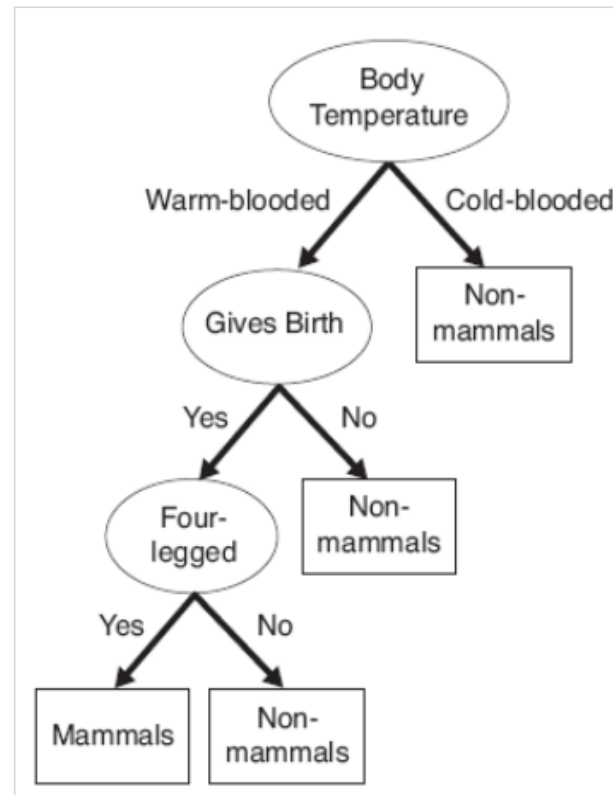 Body
Temperature
Warm-blooded
Cold-blooded
Gives Birth
Non-
mammals
Yes
No
Four-
legged
Non-
mammals
Yes
No
Mammals
Non-
mammals